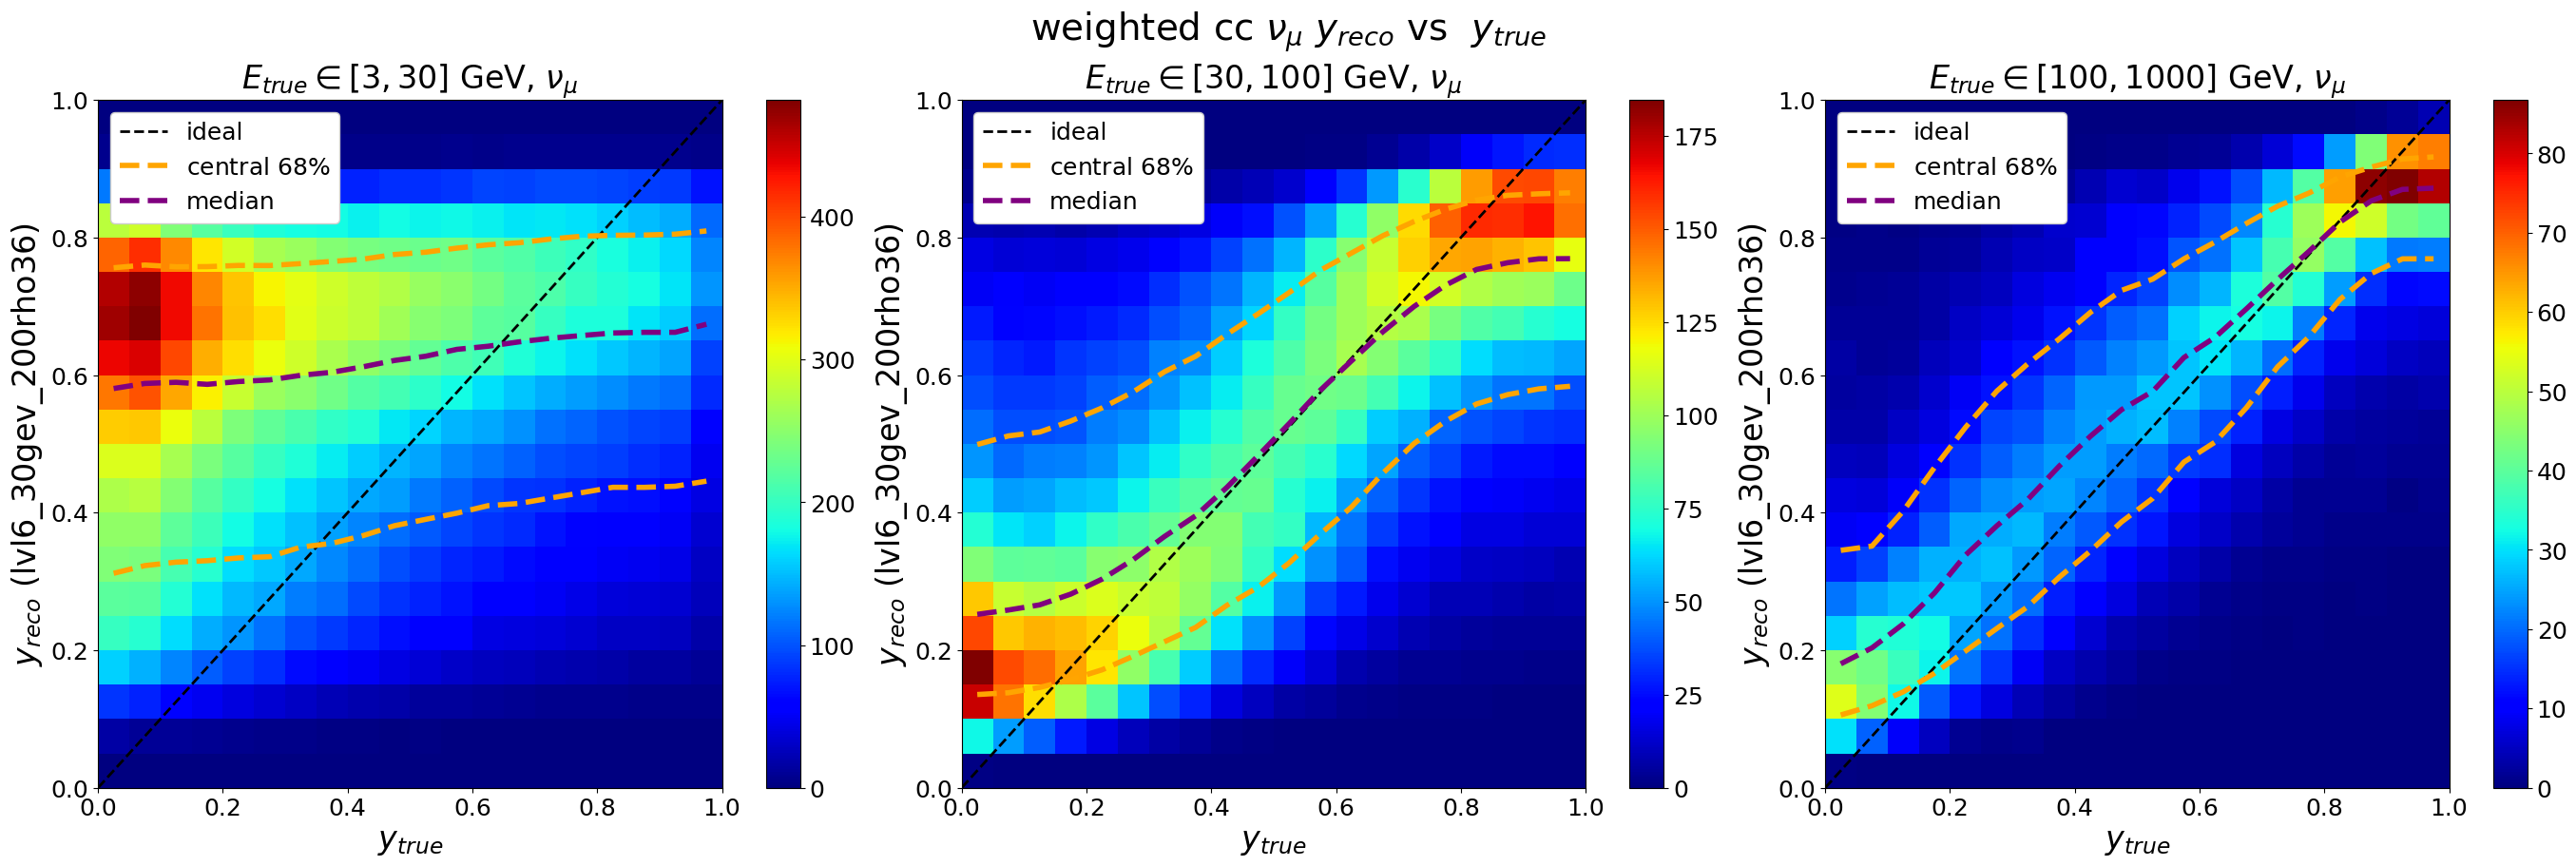 weighted cc ν_μ y_reco vs y_true
E_true ∈ [3, 30] GeV, ν_μ
ideal
central 68%
median
y_reco (lvl6_30gev_200rho36)
1.0
0.8
0.6
0.4
0.2
0.0
0.0 0.2 0.4 0.6 0.8 1.0
y_true
400
300
200
100
0
E_true ∈ [30, 100] GeV, ν_μ
ideal
central 68%
median
y_reco (lvl6_30gev_200rho36)
1.0
0.8
0.6
0.4
0.2
0.0
0.0 0.2 0.4 0.6 0.8 1.0
y_true
175
150
125
100
75
50
25
0
E_true ∈ [100, 1000] GeV, ν_μ
ideal
central 68%
median
y_reco (lvl6_30gev_200rho36)
1.0
0.8
0.6
0.4
0.2
0.0
0.0 0.2 0.4 0.6 0.8 1.0
y_true
80
70
60
50
40
30
20
10
0